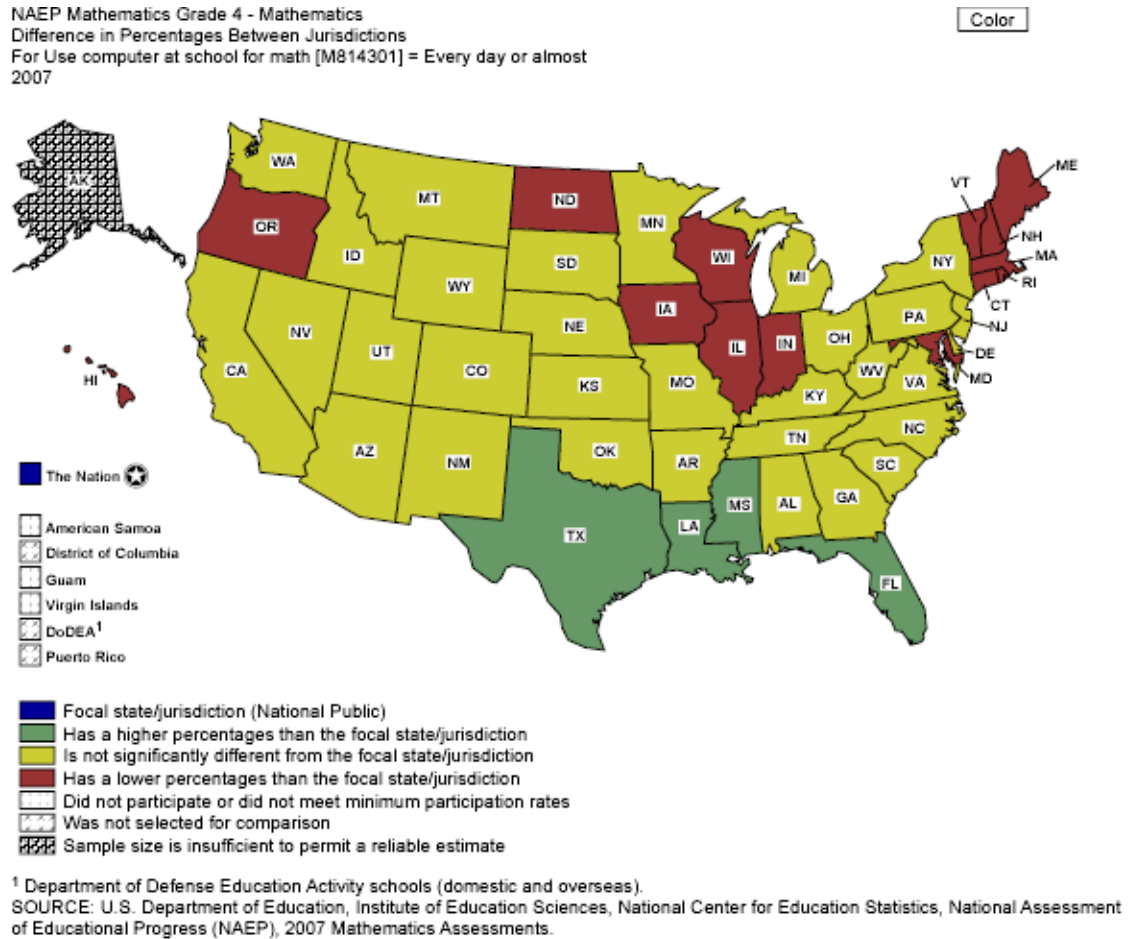 NAEP Mathematics Grade 4 - Mathematics
Difference in Percentages Between Jurisdictions
For Use computer at school for math [M814301] = Every day or almost
2007
Color
AK
WA
OR
MT
ID
WY
NV
CA
UT
CO
AZ
NM
ND
SD
NE
KS
OK
TX
MN
IA
MO
AR
LA
WI
IL
IN
MI
OH
KY
TN
MS
AL
GA
FL
SC
NC
VA
WV
PA
NY
VT
ME
NH
MA
RI
CT
NJ
DE
MD
HI
The Nation
American Samoa
District of Columbia
Guam
Virgin Islands
DoDEA1
Puerto Rico
Focal state/jurisdiction (National Public)
Has a higher percentages than the focal state/jurisdiction
Is not significantly different from the focal state/jurisdiction
Has a lower percentages than the focal state/jurisdiction
Did not participate or did not meet minimum participation rates
Was not selected for comparison
Sample size is insufficient to permit a reliable estimate
1 Department of Defense Education Activity schools (domestic and overseas).
SOURCE: U.S. Department of Education, Institute of Education Sciences, National Center for Education Statistics, National Assessment
of Educational Progress (NAEP), 2007 Mathematics Assessments.